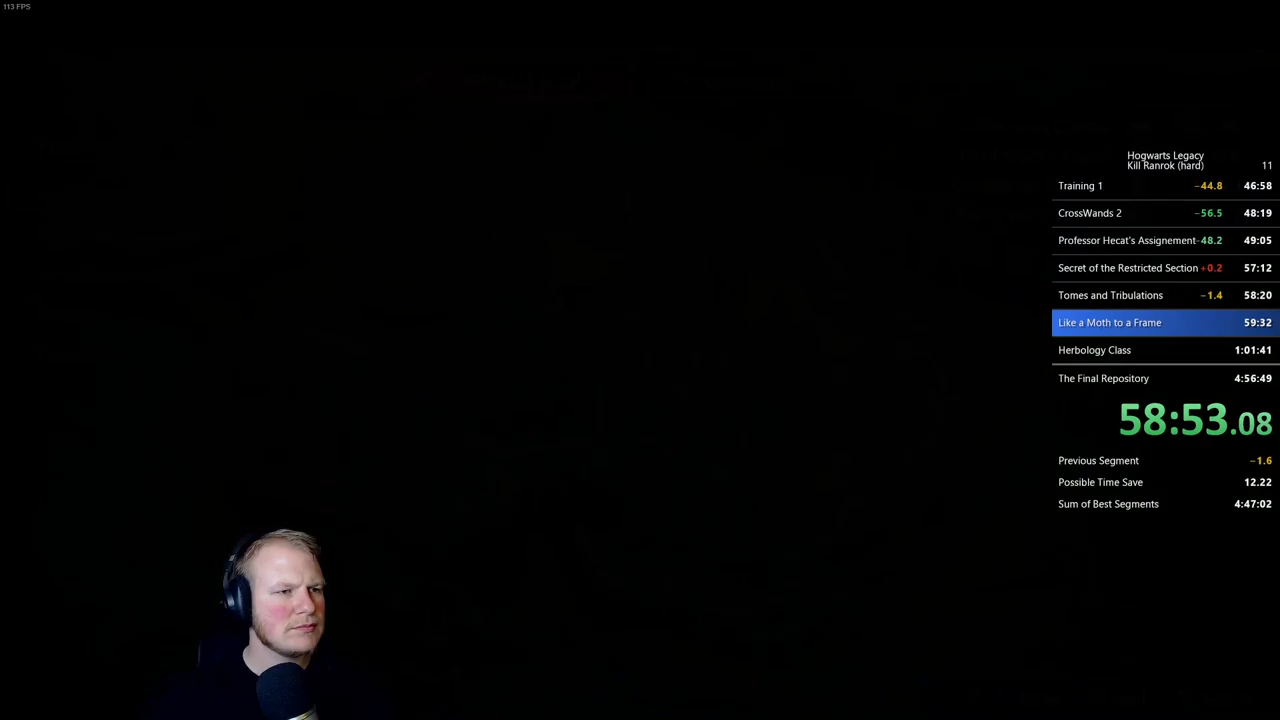 113 FPS
Hogwarts Legacy
Kill Ranrok (hard) 11
Training 1 -44.8 46:58
CrossWands 2 -56.5 48:19
Professor Hecat's Assignement -48.2 49:05
Secret of the Restricted Section +0.2 57:12
Tomes and Tribulations -1.4 58:20
Like a Moth to a Frame 59:32
Herbology Class 1:01:41
The Final Repository 4:56:49
58:53.08
Previous Segment -1.6
Possible Time Save 12.22
Sum of Best Segments 4:47:02